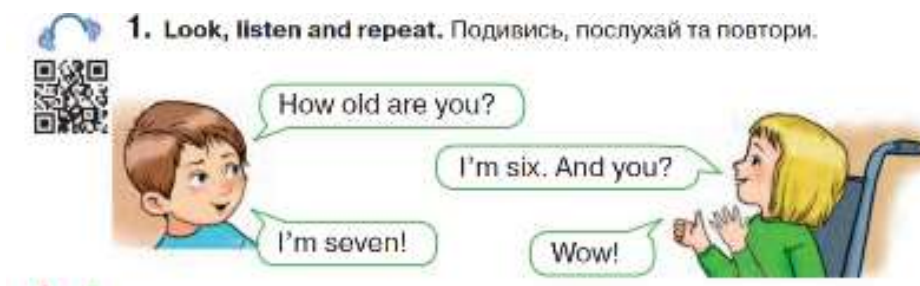 1. Look, listen and repeat. Подивись, послухай та повтори.
How old are you?
I'm six. And you?
I'm seven!
Wow!